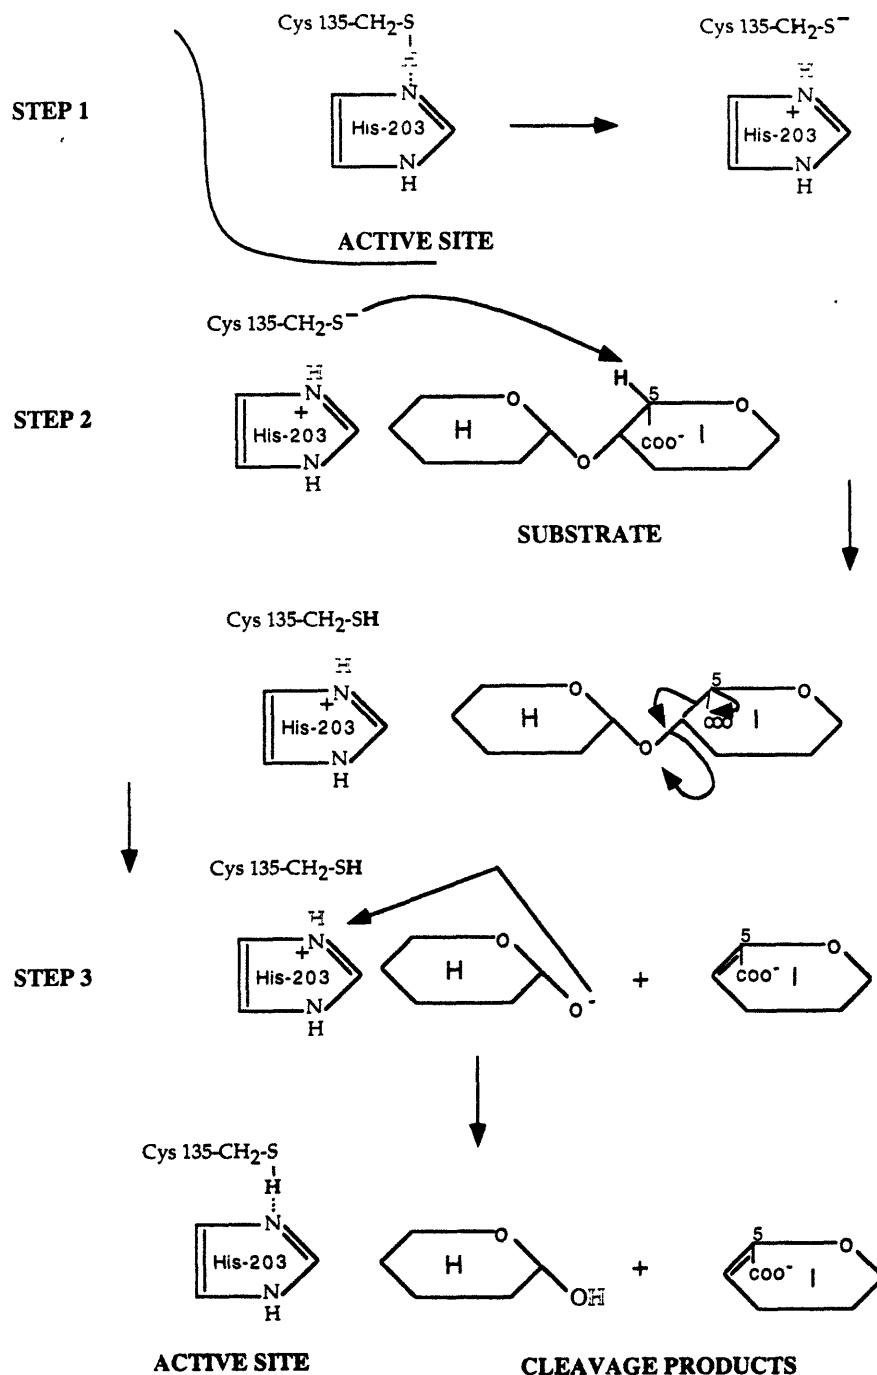 Cys 135-CH2-S
H
N
His-203
N
H
Cys 135-CH2-S⁻
H
N
+
His-203
N
H
STEP 1
ACTIVE SITE
Cys 135-CH2-S⁻
STEP 2
H
N
+
His-203
N
H
O
H
O
H
5
O
COO⁻
I
SUBSTRATE
Cys 135-CH2-SH
H
N
+
His-203
N
H
O
H
O
5
O
COO
I
Cys 135-CH2-SH
STEP 3
H
N
+
His-203
N
H
O
H
O⁻
+
5
O
COO⁻
I
Cys 135-CH2-S
H
N
His-203
N
H
O
H
OH
+
5
O
COO⁻
I
ACTIVE SITE
CLEAVAGE PRODUCTS